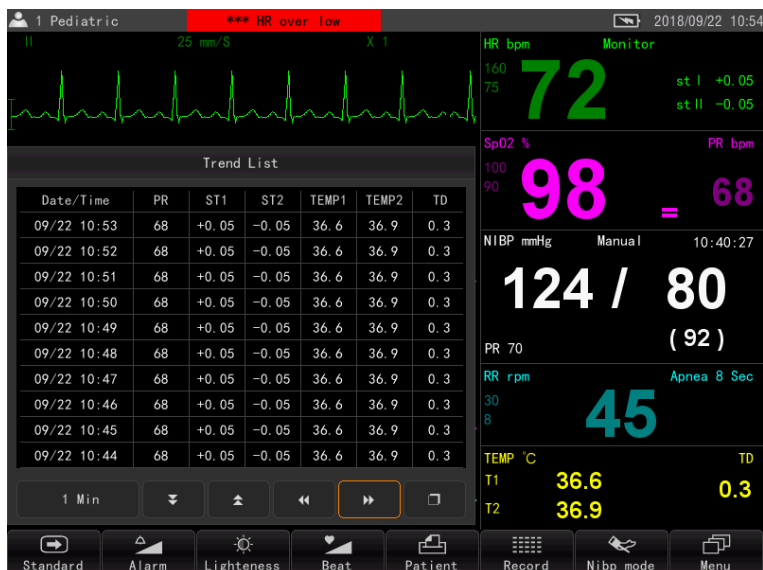 1 Pediatric *** HR over low 2018/09/22 10:54
II 25 mm/S X 1
HR bpm Monitor
160
75
72
st I +0.05
st II -0.05
SpO2 % PR bpm
100
90
98
= 68
NIBP mmHg Manual 10:40:27
124 / 80
(92)
PR 70
RR rpm Apnea 8 Sec
30
8
45
TEMP °C TD
T1 36.6
0.3
T2 36.9
Trend List
Date/Time PR ST1 ST2 TEMP1 TEMP2 TD
09/22 10:53 68 +0.05 -0.05 36.6 36.9 0.3
09/22 10:52 68 +0.05 -0.05 36.6 36.9 0.3
09/22 10:51 68 +0.05 -0.05 36.6 36.9 0.3
09/22 10:50 68 +0.05 -0.05 36.6 36.9 0.3
09/22 10:49 68 +0.05 -0.05 36.6 36.9 0.3
09/22 10:48 68 +0.05 -0.05 36.6 36.9 0.3
09/22 10:47 68 +0.05 -0.05 36.6 36.9 0.3
09/22 10:46 68 +0.05 -0.05 36.6 36.9 0.3
09/22 10:45 68 +0.05 -0.05 36.6 36.9 0.3
09/22 10:44 68 +0.05 -0.05 36.6 36.9 0.3
1 Min
Standard Alarm Lighteness Beat Patient Record Nibp mode Menu